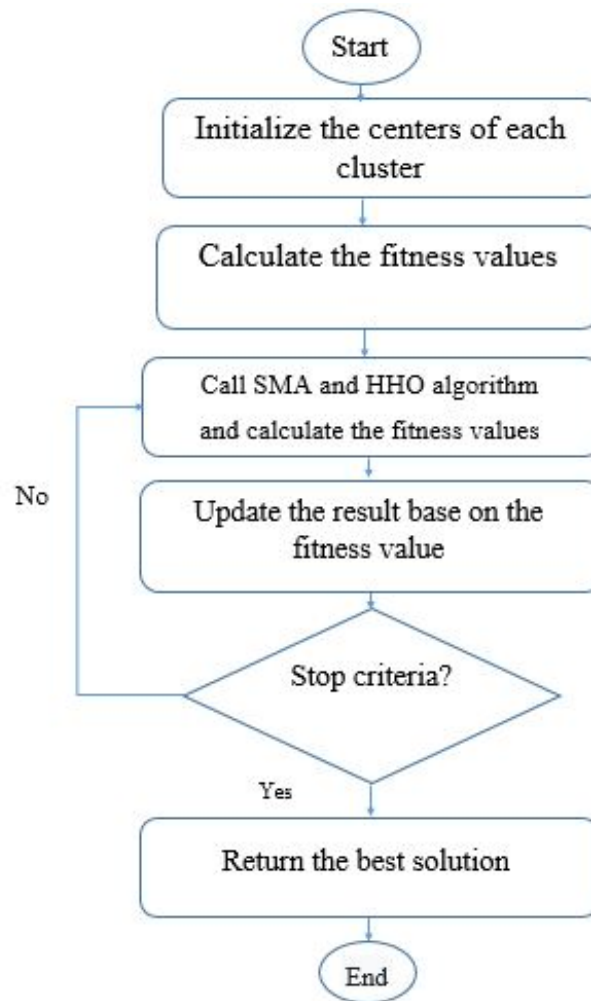 Start
Initialize the centers of each
cluster
Calculate the fitness values
Call SMA and HHO algorithm
and calculate the fitness values
No
Update the result base on the
fitness value
Stop criteria?
Yes
Return the best solution
End